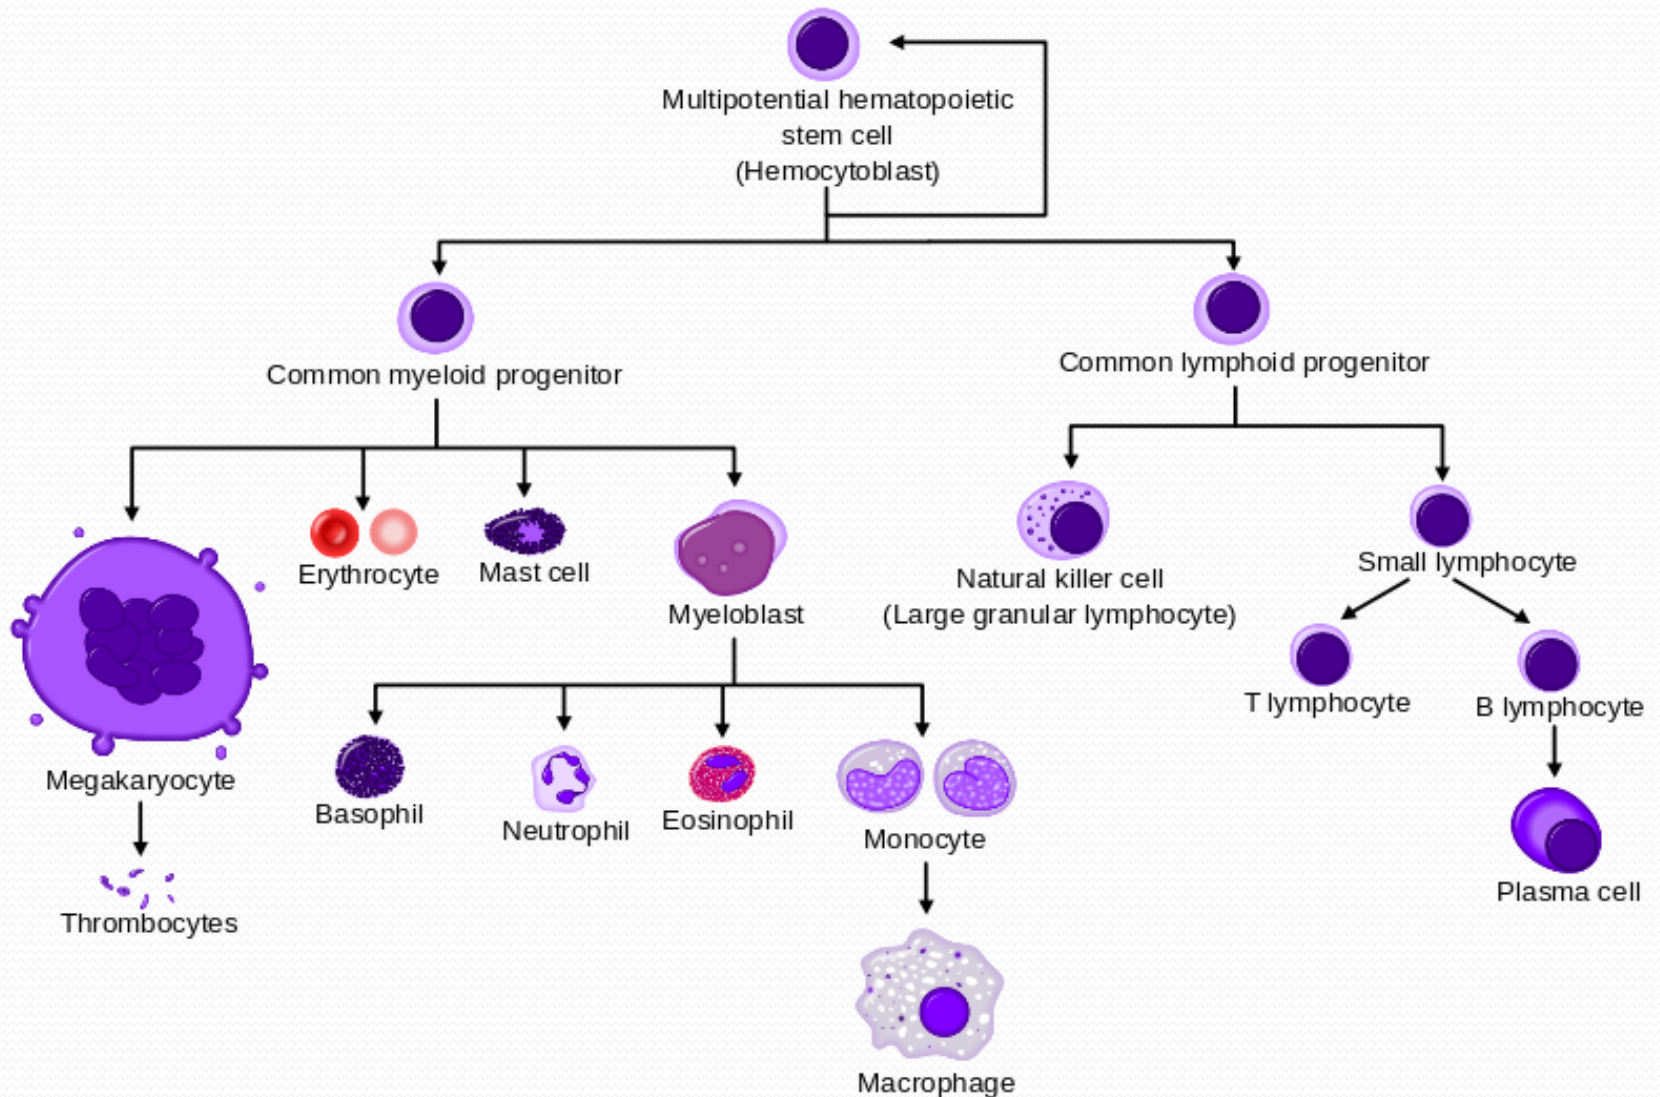 Multipotential hematopoietic
stem cell
(Hemocytoblast)
Common myeloid progenitor
Common lymphoid progenitor
Erythrocyte
Mast cell
Myeloblast
Natural killer cell
(Large granular lymphocyte)
Small lymphocyte
T lymphocyte
B lymphocyte
Megakaryocyte
Basophil
Neutrophil
Eosinophil
Monocyte
Plasma cell
Thrombocytes
Macrophage